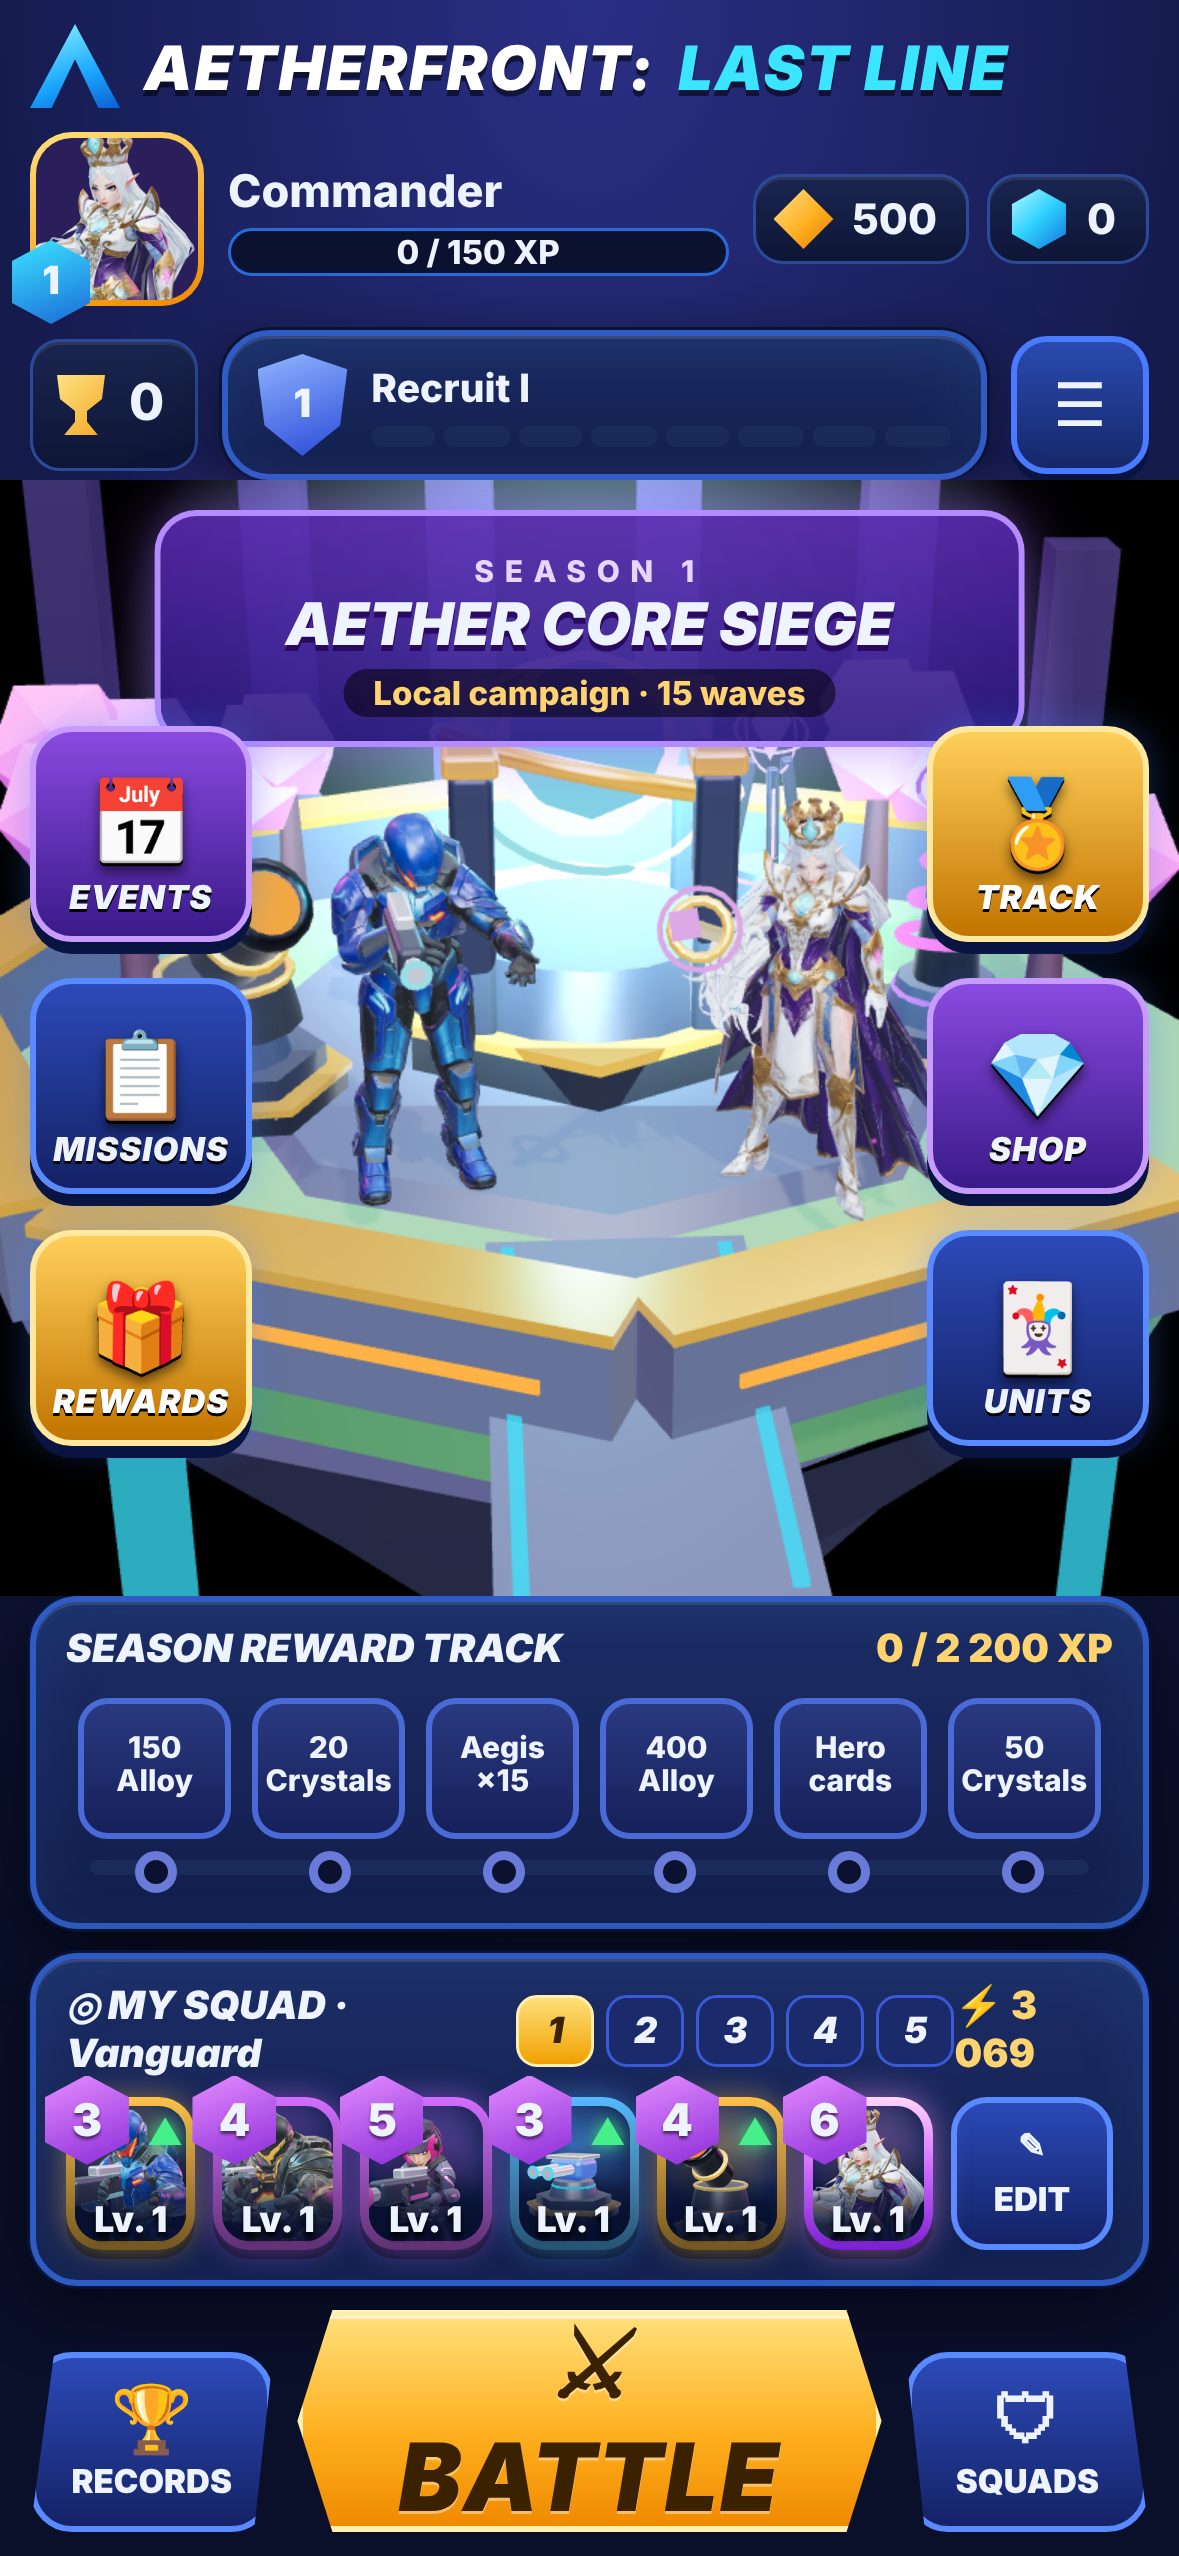 AETHERFRONT: LAST LINE
Commander
0 / 150 XP
500
0
1
0
1
Recruit I
☰
SEASON 1
AETHER CORE SIEGE
Local campaign · 15 waves
July
17
EVENTS
TRACK
MISSIONS
SHOP
REWARDS
UNITS
SEASON REWARD TRACK
0 / 2 200 XP
150
Alloy
20
Crystals
Aegis
×15
400
Alloy
Hero
cards
50
Crystals
◎ MY SQUAD ·
Vanguard
1
2
3
4
5
⚡ 3
069
3
4
5
3
4
6
Lv. 1
Lv. 1
Lv. 1
Lv. 1
Lv. 1
Lv. 1
✎
EDIT
RECORDS
BATTLE
SQUADS